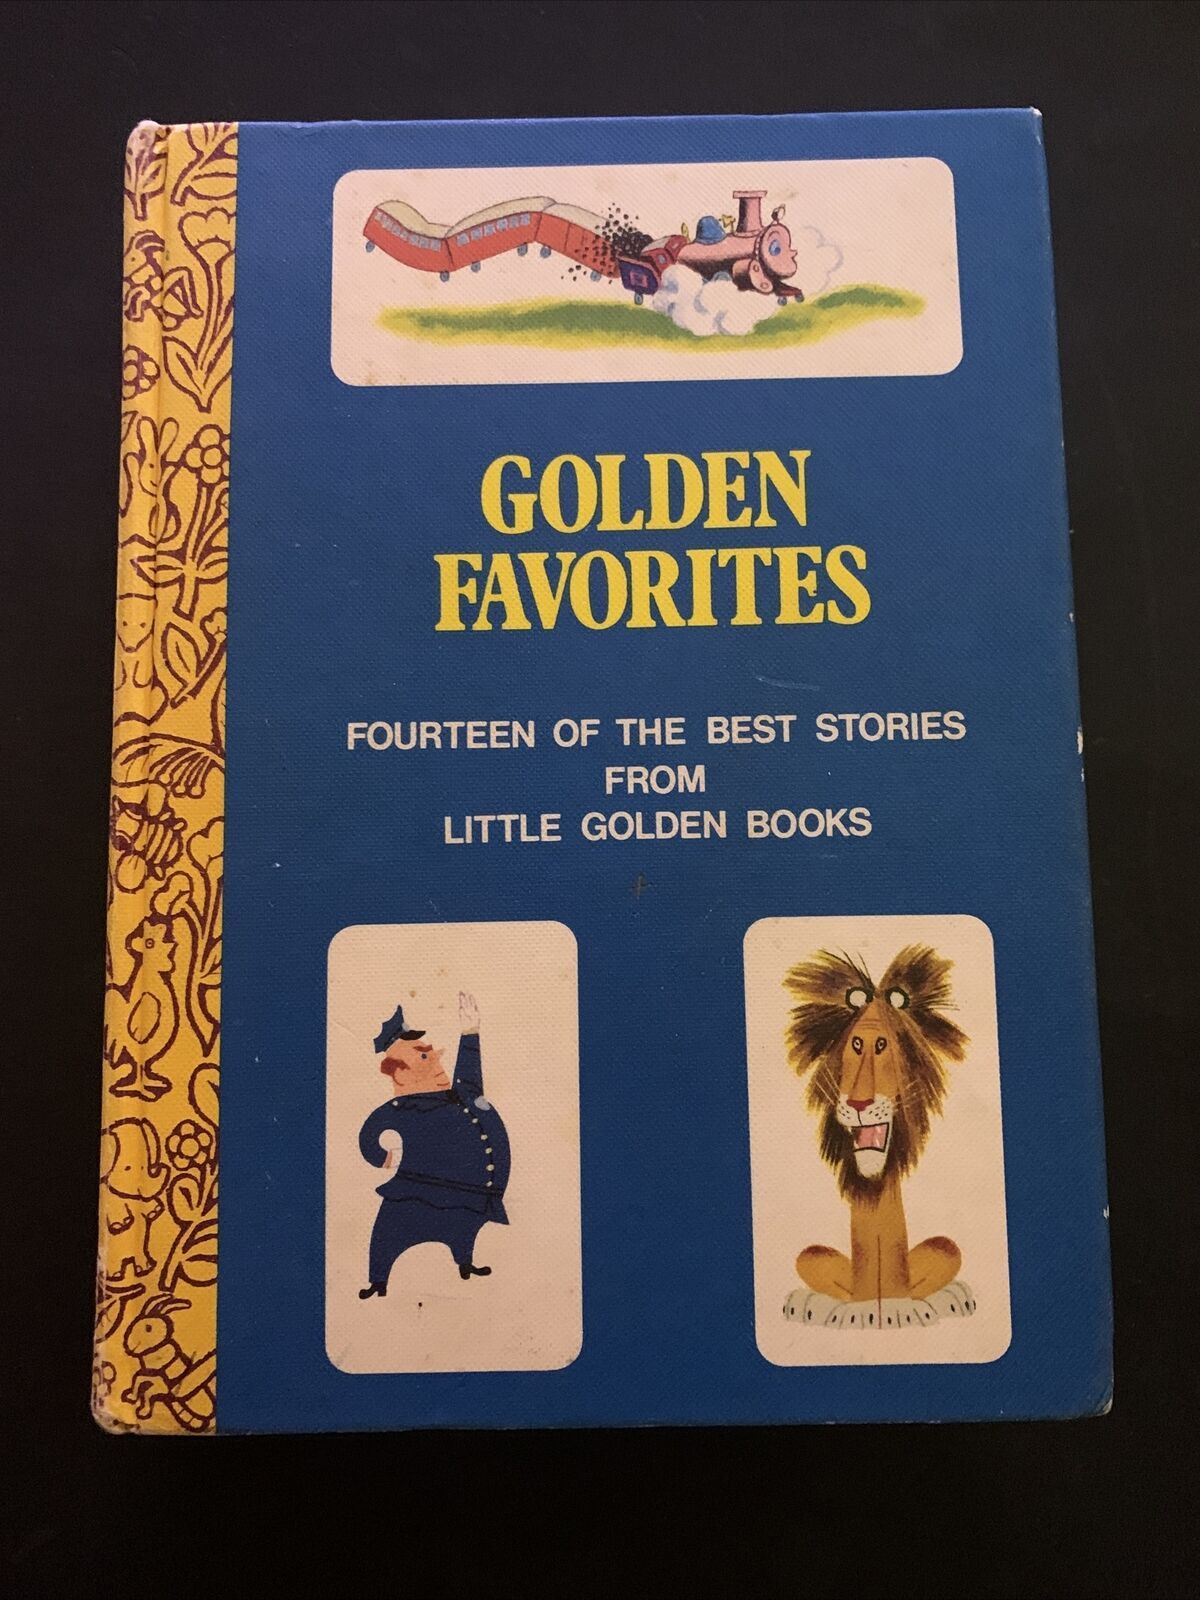 GOLDEN
FAVORITES
FOURTEEN OF THE BEST STORIES
FROM
LITTLE GOLDEN BOOKS